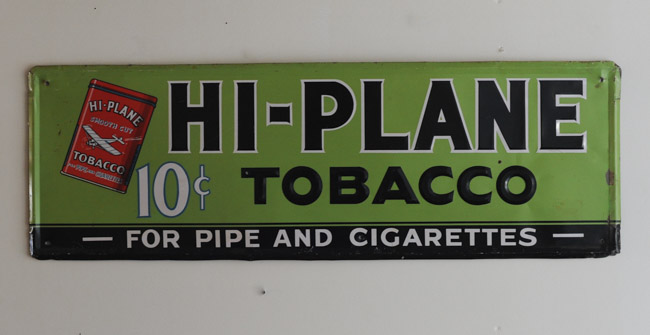 HI-PLANE
SMOOTH CUT
TOBACCO
HI-PLANE
10¢ TOBACCO
— FOR PIPE AND CIGARETTES —